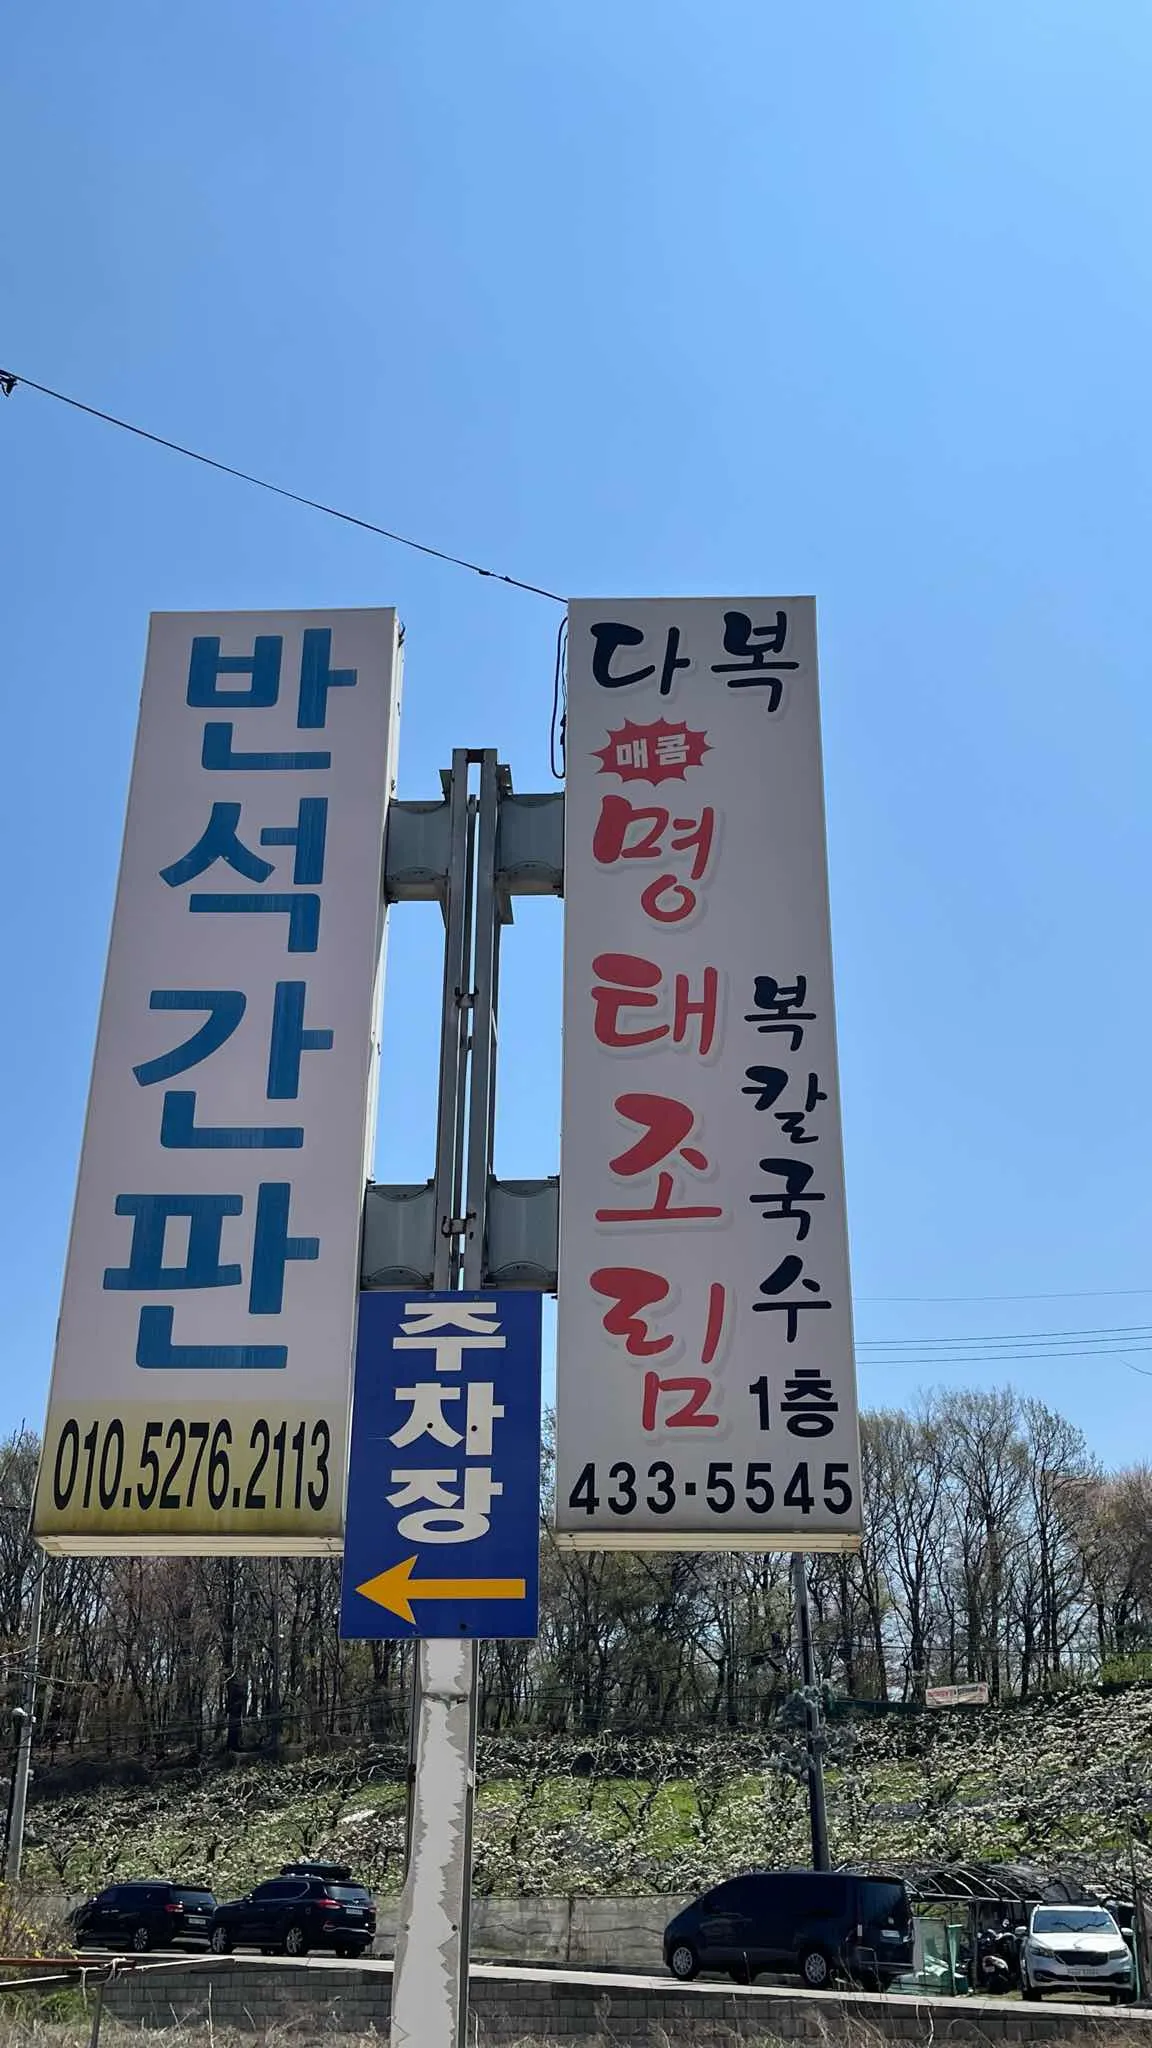 반석간판
010.5276.2113
주차장
다복
매콤
명태조림
복칼국수
1층
433·5545